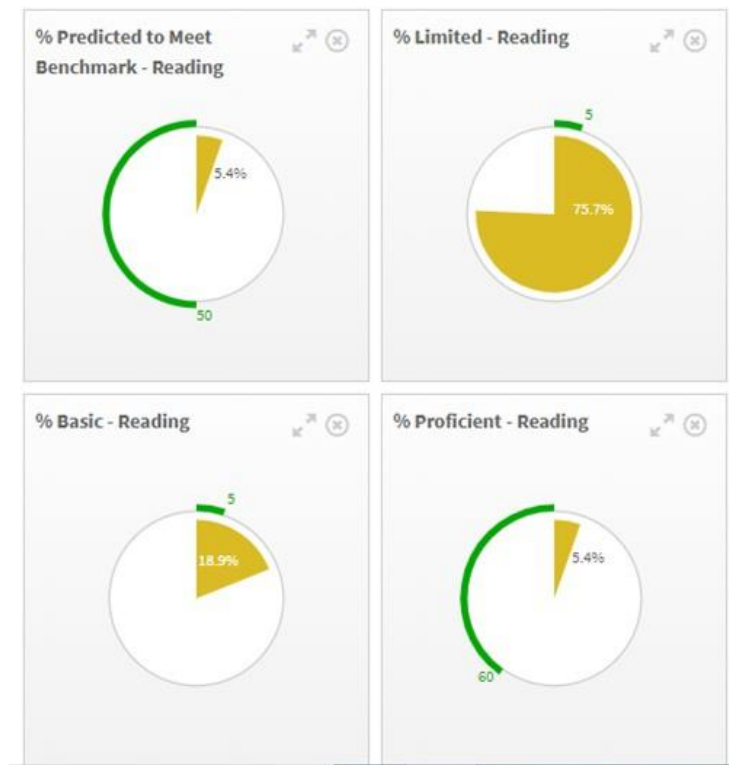 % Predicted to Meet
Benchmark - Reading
5.4%
50
% Limited - Reading
5
75.7%
% Basic - Reading
5
18.9%
% Proficient - Reading
5.4%
60